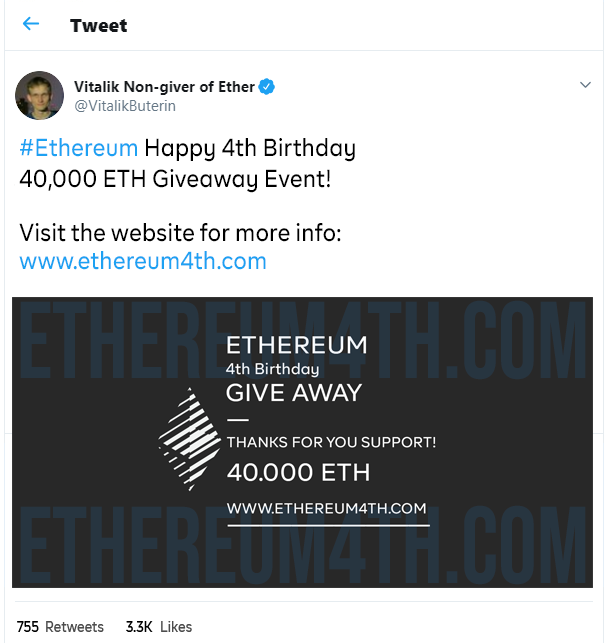 Tweet
Vitalik Non-giver of Ether
@VitalikButerin
#Ethereum Happy 4th Birthday
40,000 ETH Giveaway Event!
Visit the website for more info:
www.ethereum4th.com
ETHEREUM4TH.COM
ETHEREUM
4th Birthday
GIVE AWAY
THANKS FOR YOU SUPPORT!
40.000 ETH
WWW.ETHEREUM4TH.COM
ETHEREUM4TH.COM
755 Retweets 3.3K Likes